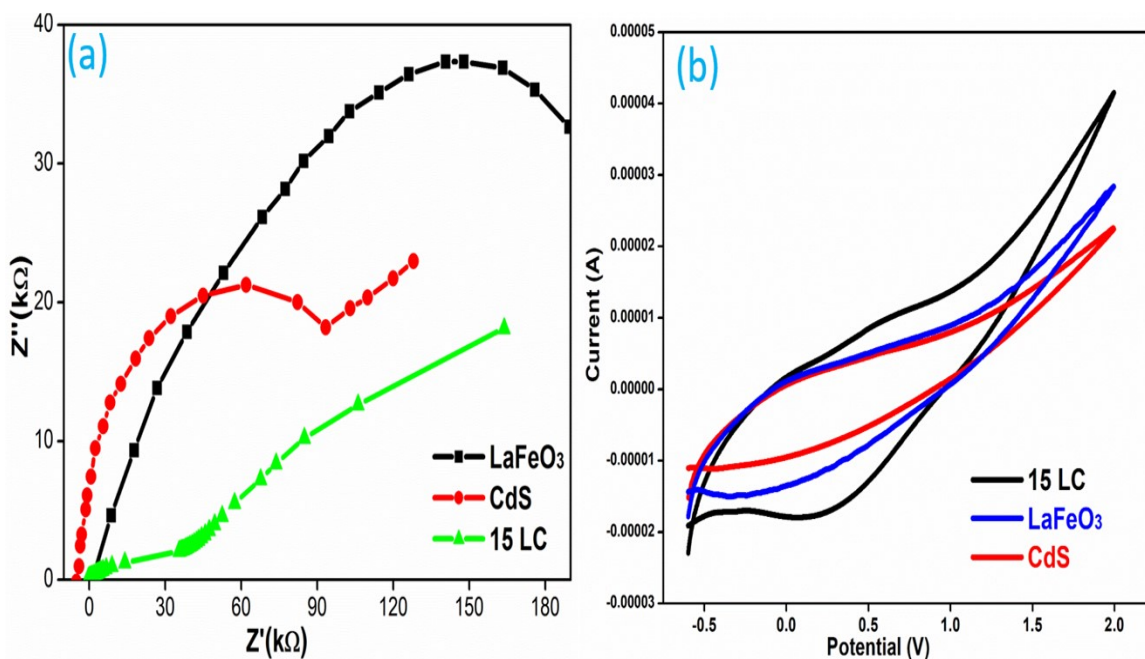 (a)
40
30
20
10
0
Z''(kΩ)
0 30 60 90 120 150 180
Z'(kΩ)
LaFeO₃
CdS
15 LC
(b)
0.00005
0.00004
0.00003
0.00002
0.00001
0.00000
-0.00001
-0.00002
-0.00003
Current (A)
-0.5 0.0 0.5 1.0 1.5 2.0
Potential (V)
15 LC
LaFeO₃
CdS